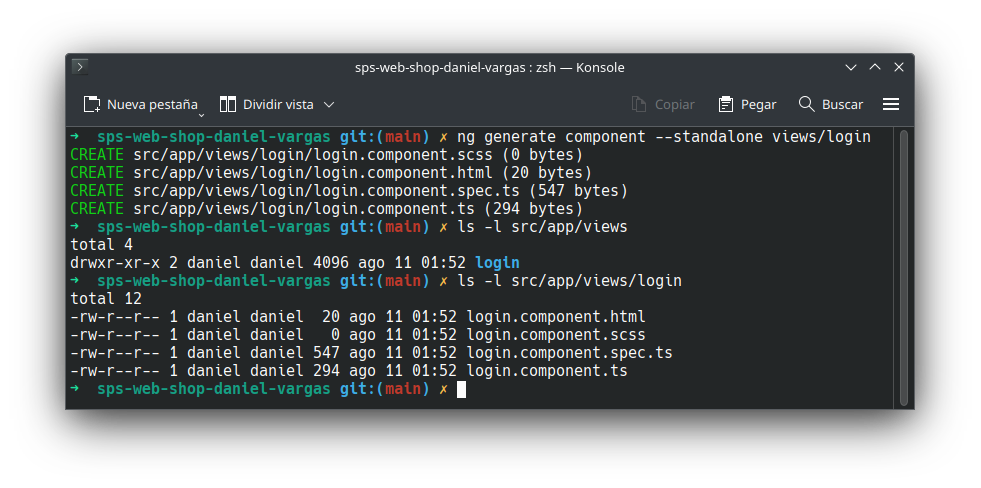 sps-web-shop-daniel-vargas : zsh — Konsole
Nueva pestaña Dividir vista Copiar Pegar Buscar
➜  sps-web-shop-daniel-vargas git:(main) ✗ ng generate component --standalone views/login
CREATE src/app/views/login/login.component.scss (0 bytes)
CREATE src/app/views/login/login.component.html (20 bytes)
CREATE src/app/views/login/login.component.spec.ts (547 bytes)
CREATE src/app/views/login/login.component.ts (294 bytes)
➜  sps-web-shop-daniel-vargas git:(main) ✗ ls -l src/app/views
total 4
drwxr-xr-x 2 daniel daniel 4096 ago 11 01:52 login
➜  sps-web-shop-daniel-vargas git:(main) ✗ ls -l src/app/views/login
total 12
-rw-r--r-- 1 daniel daniel  20 ago 11 01:52 login.component.html
-rw-r--r-- 1 daniel daniel   0 ago 11 01:52 login.component.scss
-rw-r--r-- 1 daniel daniel 547 ago 11 01:52 login.component.spec.ts
-rw-r--r-- 1 daniel daniel 294 ago 11 01:52 login.component.ts
➜  sps-web-shop-daniel-vargas git:(main) ✗